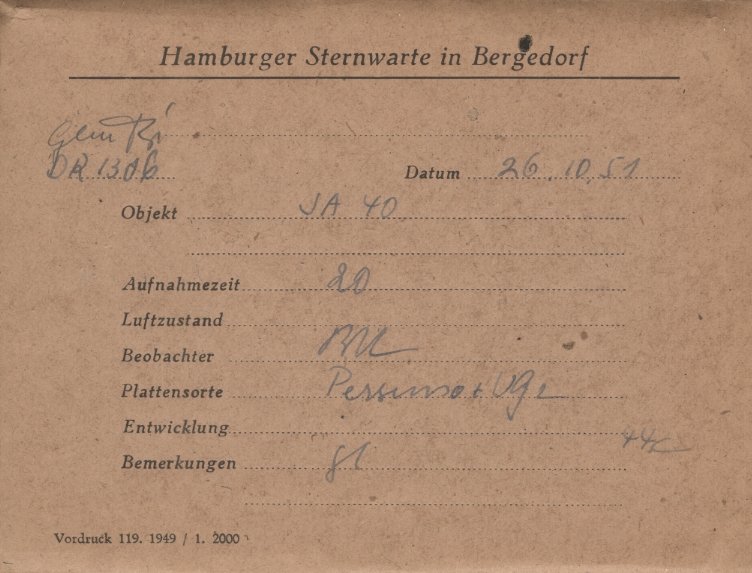 Hamburger Sternwarte in Bergedorf
DR 1306
Datum 26.10.51
Objekt SA 40
Aufnahmezeit 20
Luftzustand
Beobachter
Plattensorte
Entwicklung
Bemerkungen gl
Vordruck 119. 1949 / 1. 2000